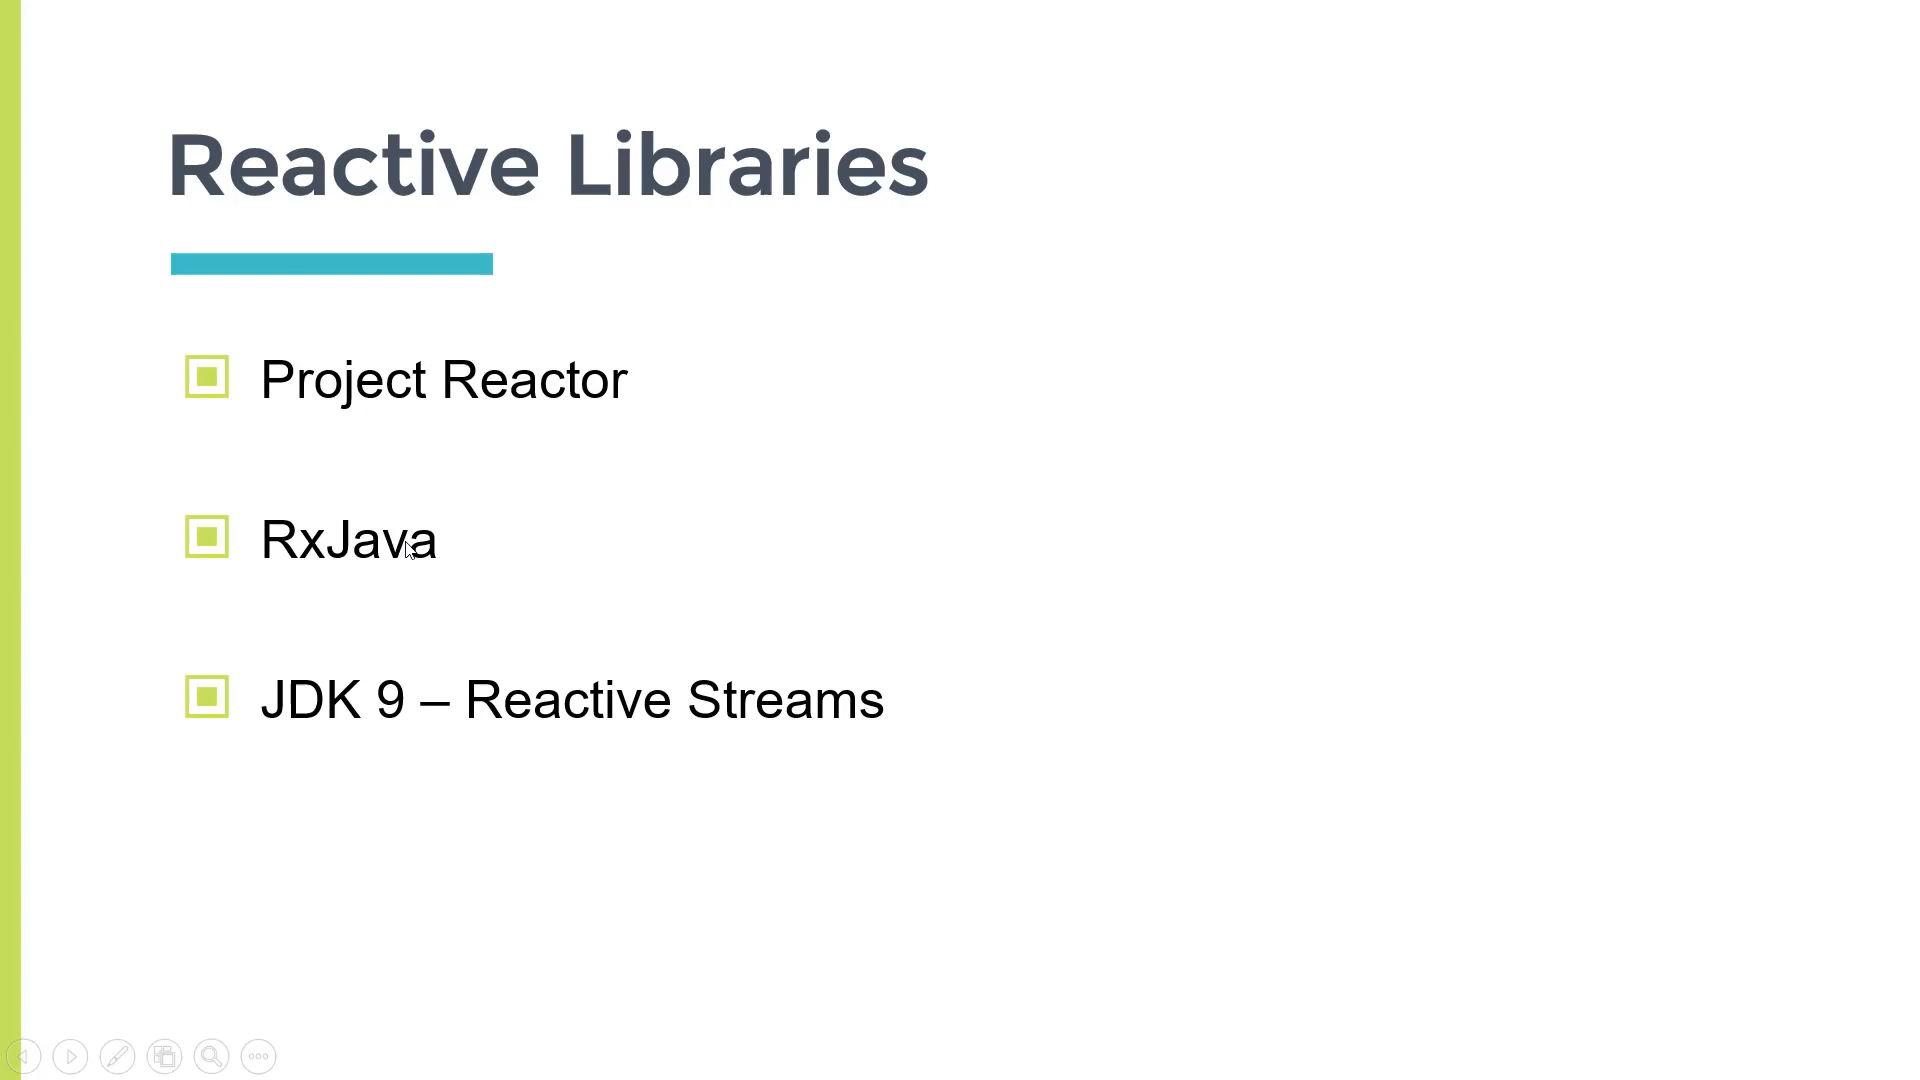 Reactive Libraries
Project Reactor
RxJava
JDK 9 – Reactive Streams